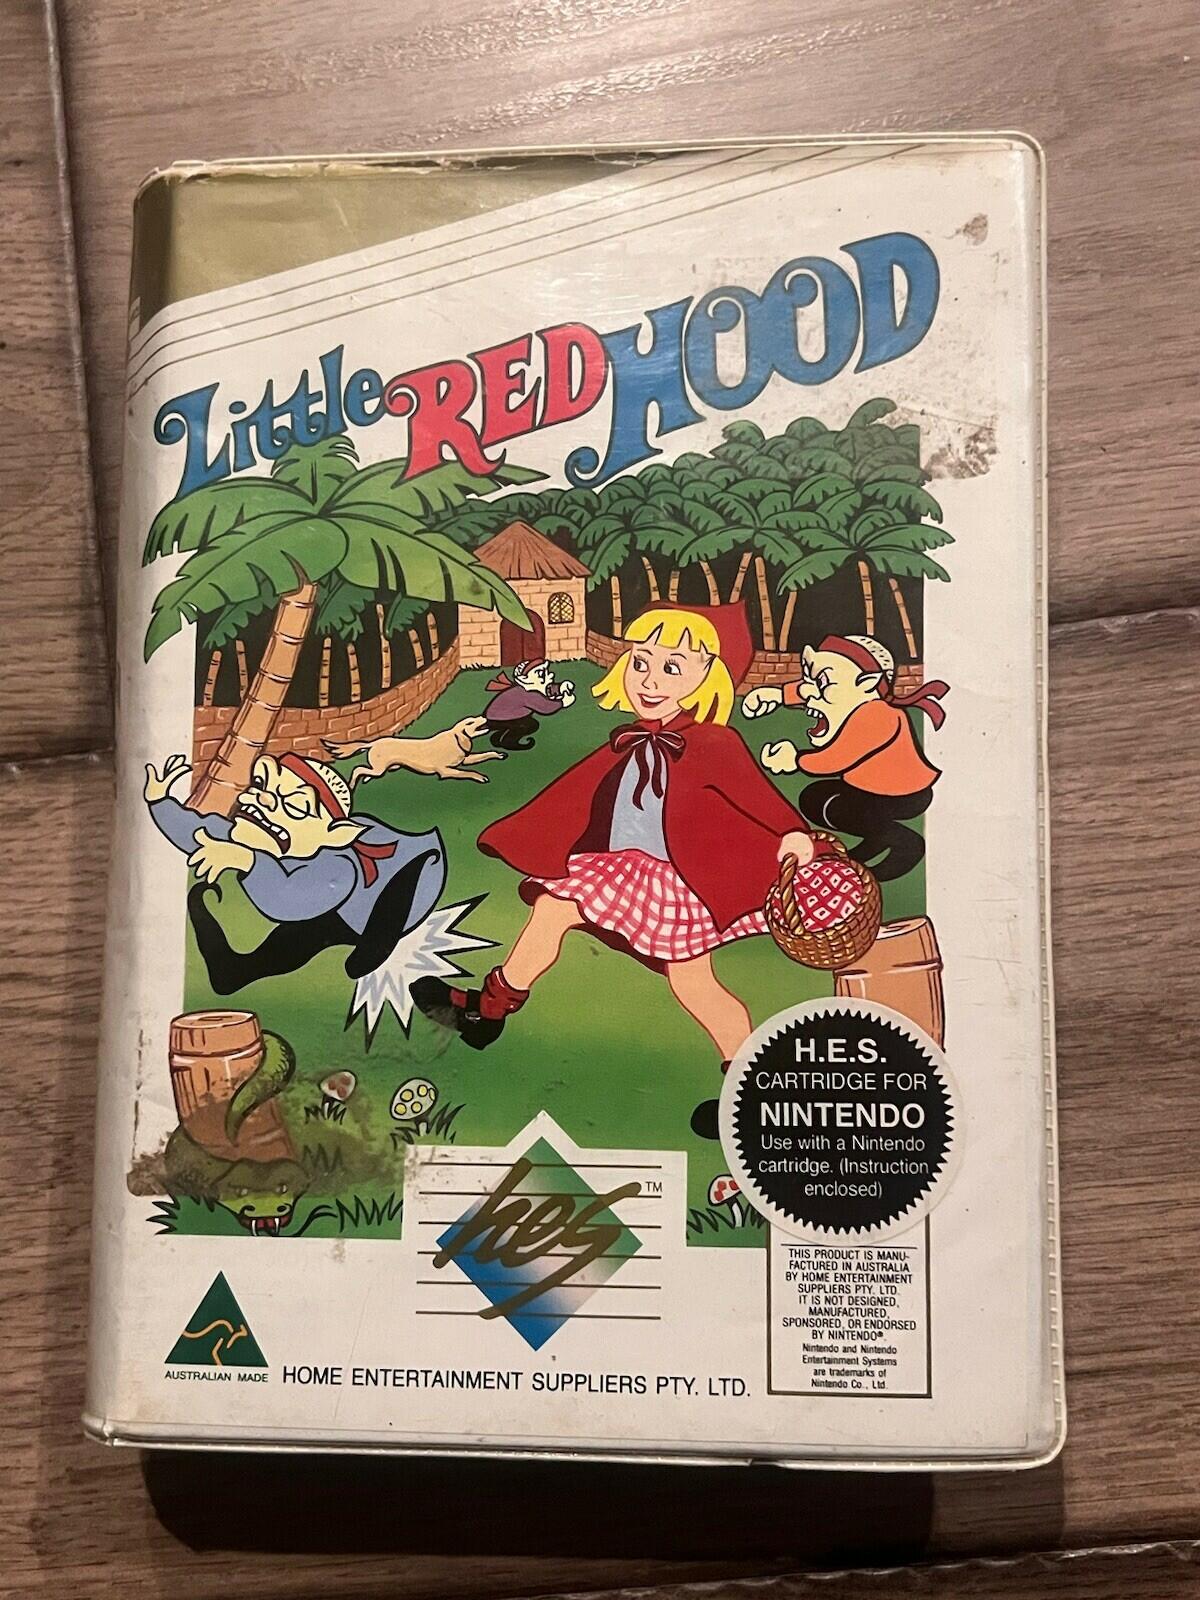 Little RED HOOD
H.E.S.
CARTRIDGE FOR
NINTENDO
Use with a Nintendo
cartridge. (Instruction
enclosed)
hes TM
THIS PRODUCT IS MANU-
FACTURED IN AUSTRALIA
BY HOME ENTERTAINMENT
SUPPLIERS PTY. LTD.
IT IS NOT DESIGNED,
MANUFACTURED,
SPONSORED, OR ENDORSED
BY NINTENDO®.
Nintendo and Nintendo
Entertainment Systems
are trademarks of
Nintendo Co., Ltd.
AUSTRALIAN MADE
HOME ENTERTAINMENT SUPPLIERS PTY. LTD.